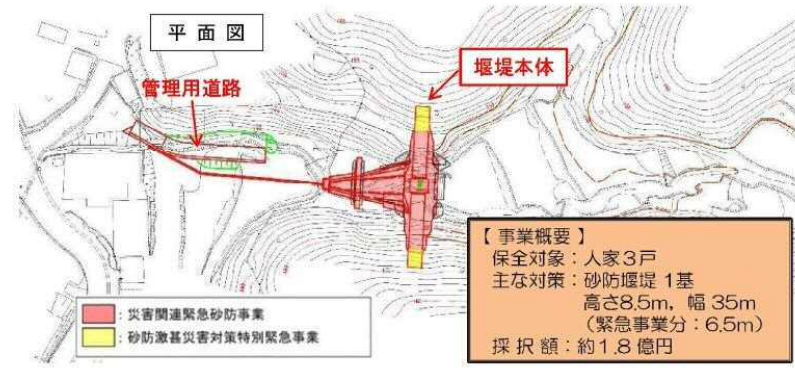 平面図
堰堤本体
管理用道路
【 事業概要 】
保全対象：人家３戸
主な対策：砂防堰堤 1基
高さ8.5m，幅 35m
（緊急事業分：6.5m）
採 択 額：約1.8 億円
：災害関連緊急砂防事業
：砂防激甚災害対策特別緊急事業